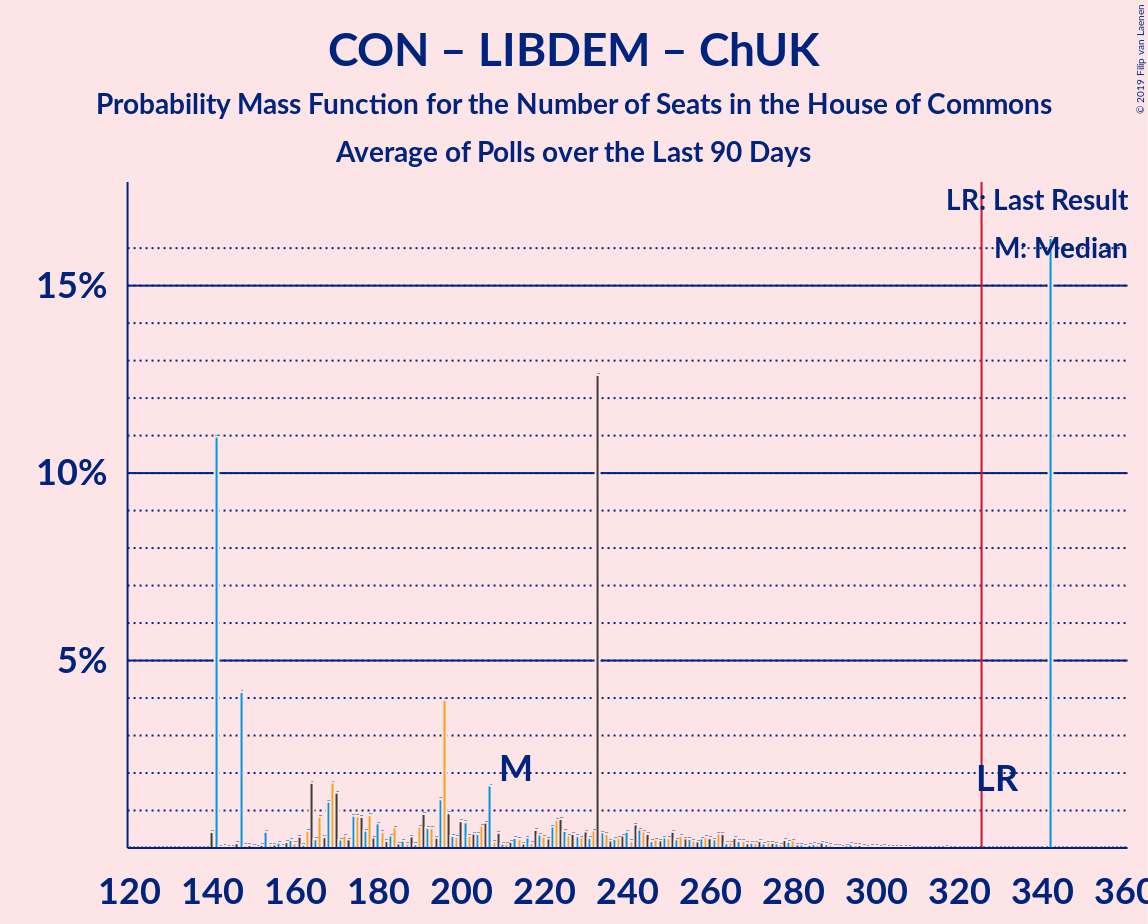 CON – LIBDEM – ChUK
Probability Mass Function for the Number of Seats in the House of Commons
Average of Polls over the Last 90 Days
© 2019 Filip van Laenen
LR: Last Result
M: Median
15%
10%
5%
M
LR
120 140 160 180 200 220 240 260 280 300 320 340 360